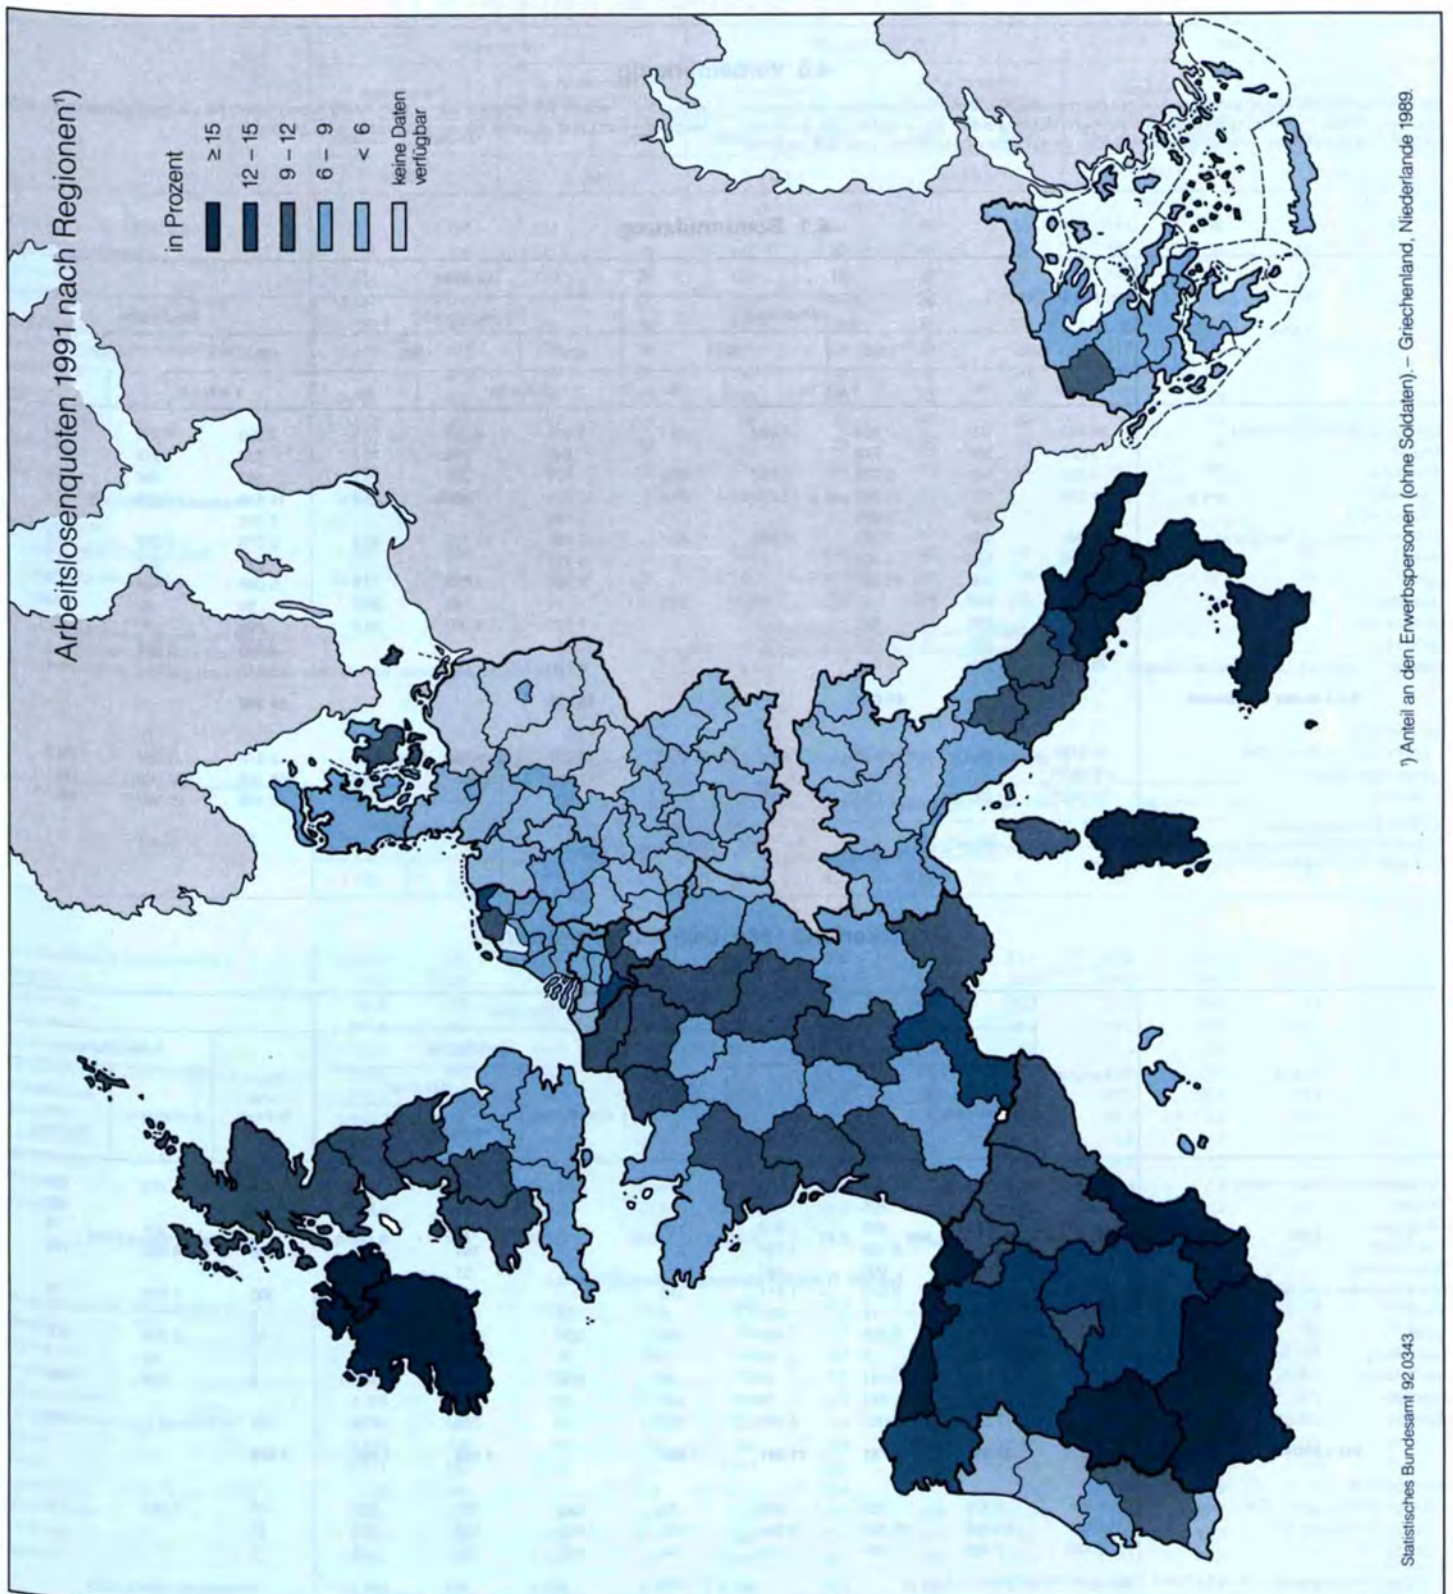 Arbeitslosenquoten 1991 nach Regionen¹)
in Prozent
≥ 15
12 – 15
9 – 12
6 – 9
< 6
keine Daten
verfügbar
¹) Anteil an den Erwerbspersonen (ohne Soldaten). – Griechenland, Niederlande 1989.
Statistisches Bundesamt 92 0343